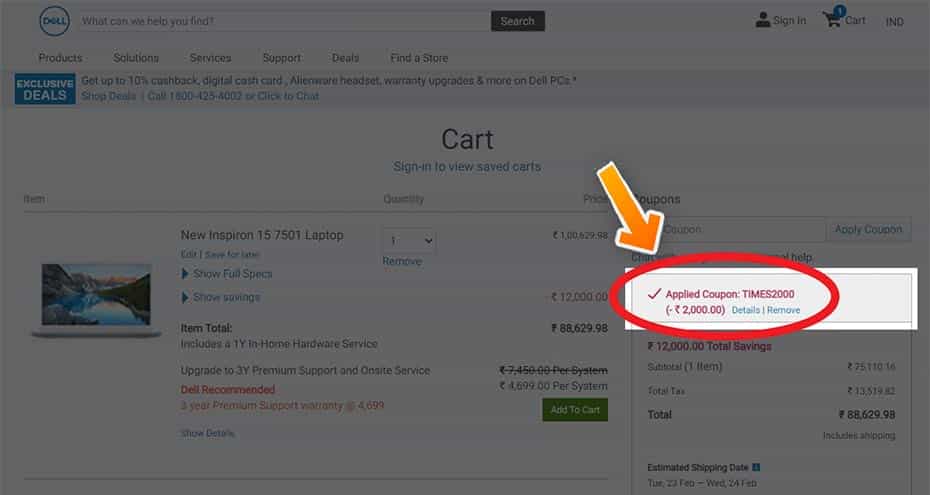 DELL
What can we help you find?
Search
Sign In
1
Cart
IND
Products Solutions Services Support Deals Find a Store
EXCLUSIVE
DEALS
Get up to 10% cashback, digital cash card , Alienware headset, warranty upgrades & more on Dell PCs.*
Shop Deals | Call 1800-425-4002 or Click to Chat
Cart
Sign-in to view saved carts
Item Quantity Price
New Inspiron 15 7501 Laptop
1
₹ 1,00,629.98
Edit | Save for later
Remove
Show Full Specs
Show savings
- ₹ 12,000.00
Item Total:
₹ 88,629.98
Includes a 1Y In-Home Hardware Service
Upgrade to 3Y Premium Support and Onsite Service
₹ 7,450.00 Per System
₹ 4,699.00 Per System
Dell Recommended
3 year Premium Support warranty @ 4,699
Add To Cart
Show Details
Coupons
Coupon
Apply Coupon
Chat help.
Applied Coupon: TIMES2000
(- ₹ 2,000.00) Details | Remove
₹ 12,000.00 Total Savings
Subtotal (1 Item) ₹ 75,110.16
Total Tax ₹ 13,519.82
Total ₹ 88,629.98
Includes shipping
Estimated Shipping Date
Tue, 23 Feb — Wed, 24 Feb